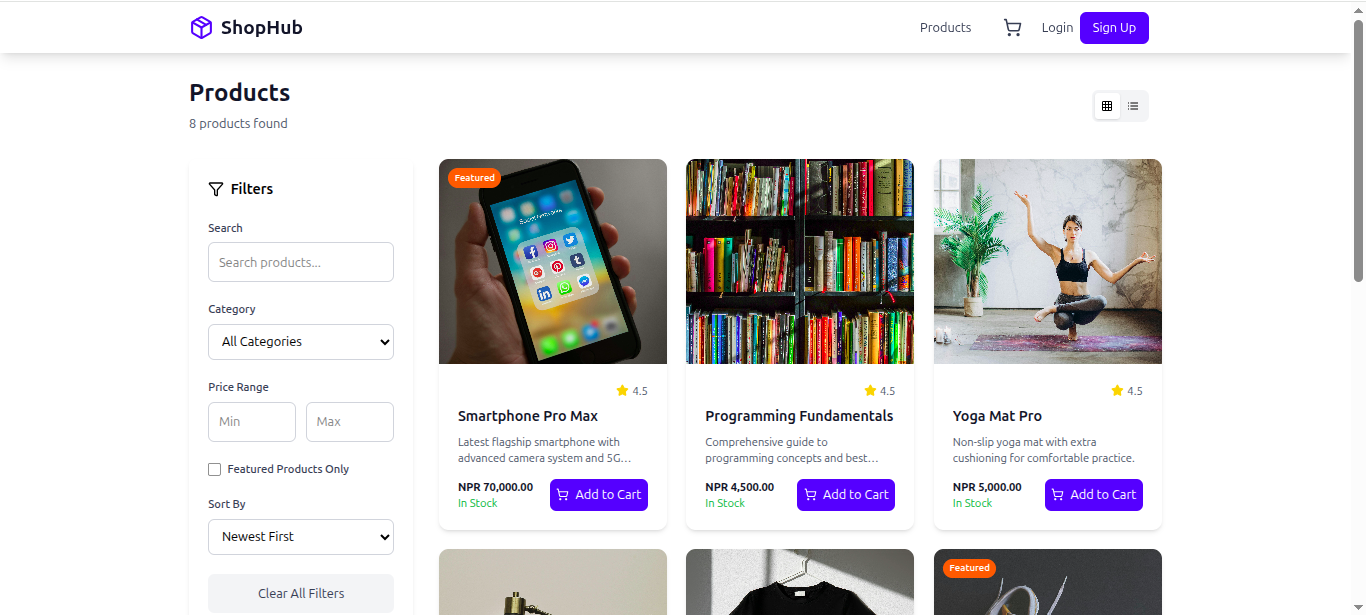 ShopHub
Products
Login
Sign Up
Products
8 products found
Filters
Search
Search products...
Category
All Categories
Price Range
Min
Max
Featured Products Only
Sort By
Newest First
Clear All Filters
Featured
4.5
Smartphone Pro Max
Latest flagship smartphone with
advanced camera system and 5G...
NPR 70,000.00
In Stock
Add to Cart
4.5
Programming Fundamentals
Comprehensive guide to
programming concepts and best...
NPR 4,500.00
In Stock
Add to Cart
4.5
Yoga Mat Pro
Non-slip yoga mat with extra
cushioning for comfortable practice.
NPR 5,000.00
In Stock
Add to Cart
Featured